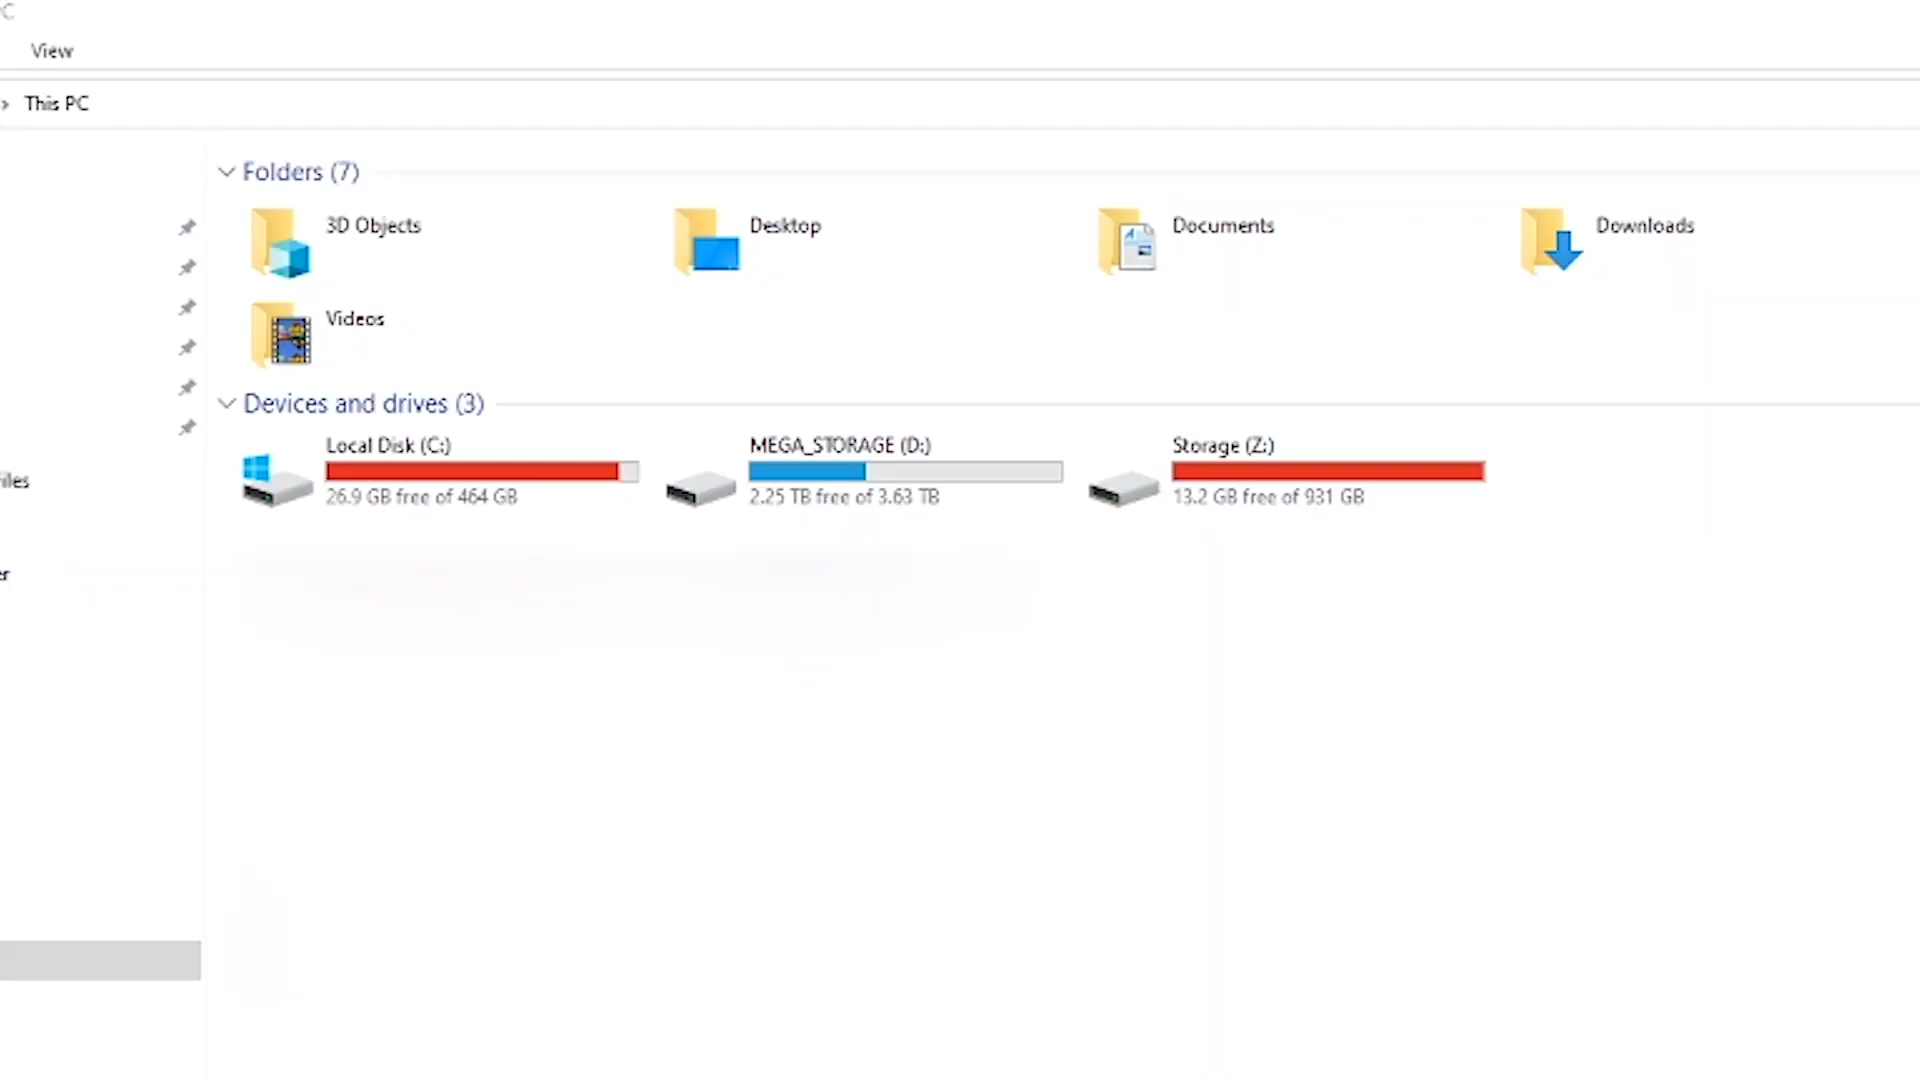 View
This PC
Folders (7)
3D Objects
Desktop
Documents
Downloads
Videos
Devices and drives (3)
Local Disk (C:)
26.9 GB free of 464 GB
MEGA_STORAGE (D:)
2.25 TB free of 3.63 TB
Storage (Z:)
13.2 GB free of 931 GB